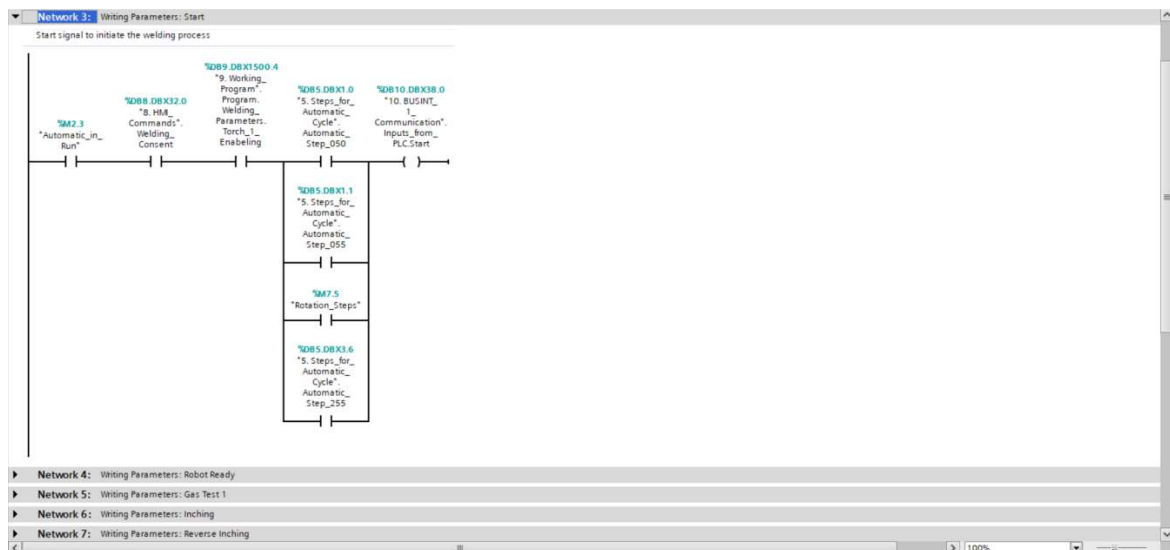 Network 3: Writing Parameters: Start
Start signal to initiate the welding process
%M2.3
"Automatic_in_
Run"
%DB8.DBX32.0
"8. HMI_
Commands".
Welding_
Consent
%DB9.DBX1500.4
"9. Working_
Program".
Program.
Welding_
Parameters.
Torch_1_
Enabeling
%DB5.DBX1.0
"5. Steps_for_
Automatic_
Cycle".
Automatic_
Step_050
%DB10.DBX38.0
"10. BUSINT_
1_
Communication".
Inputs_from_
PLC.Start
%DB5.DBX1.1
"5. Steps_for_
Automatic_
Cycle".
Automatic_
Step_055
%M7.5
"Rotation_Steps"
%DB5.DBX3.6
"5. Steps_for_
Automatic_
Cycle".
Automatic_
Step_255
Network 4: Writing Parameters: Robot Ready
Network 5: Writing Parameters: Gas Test 1
Network 6: Writing Parameters: Inching
Network 7: Writing Parameters: Reverse Inching
100%